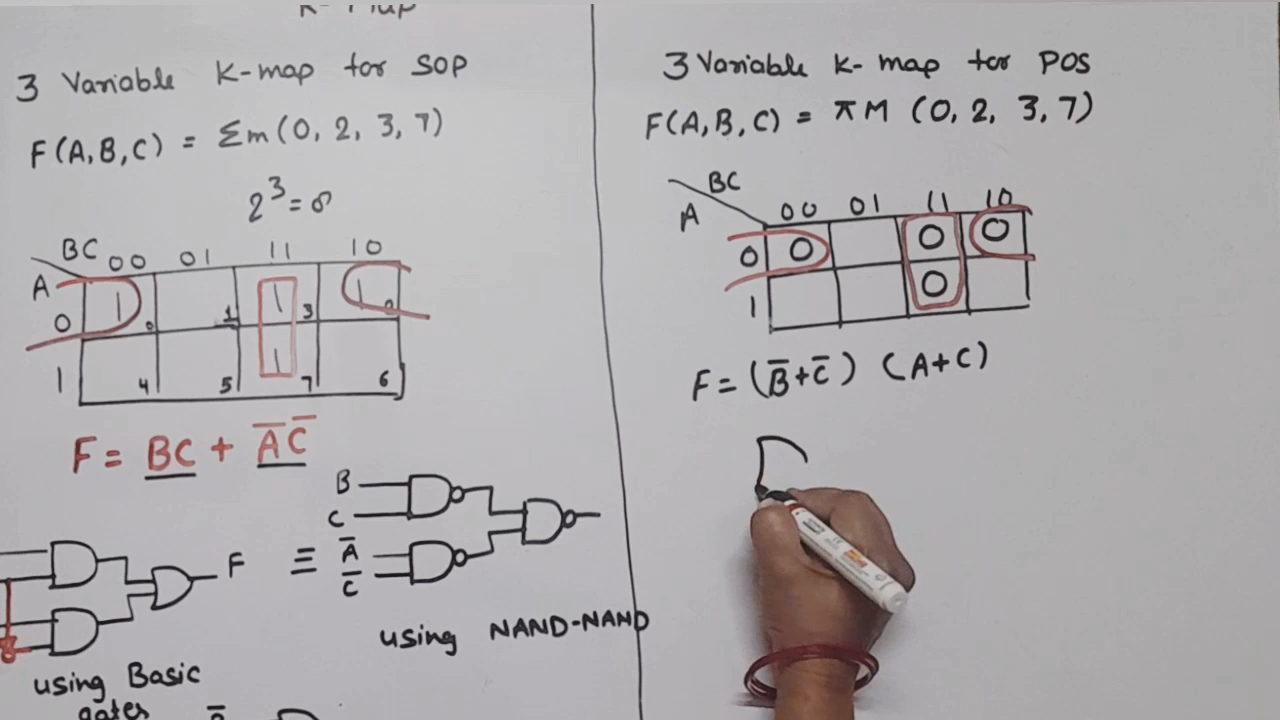 K-Map
3 Variable K-map for SOP
F(A,B,C) = Σm(0, 2, 3, 7)
2³=8
BC 00 01 11 10
A
0 1 0 1 1 3 1 2
1 4 5 1 7 6
F = BC + A̅C̅
B
C
F ≡ A̅
C̅
using NAND-NAND
using Basic
gates
B̅
3 Variable K-map for POS
F(A,B,C) = πM (0, 2, 3, 7)
BC
A 00 01 11 10
0 0 0 0
1 0
F = (B̅+C̅) (A+C)